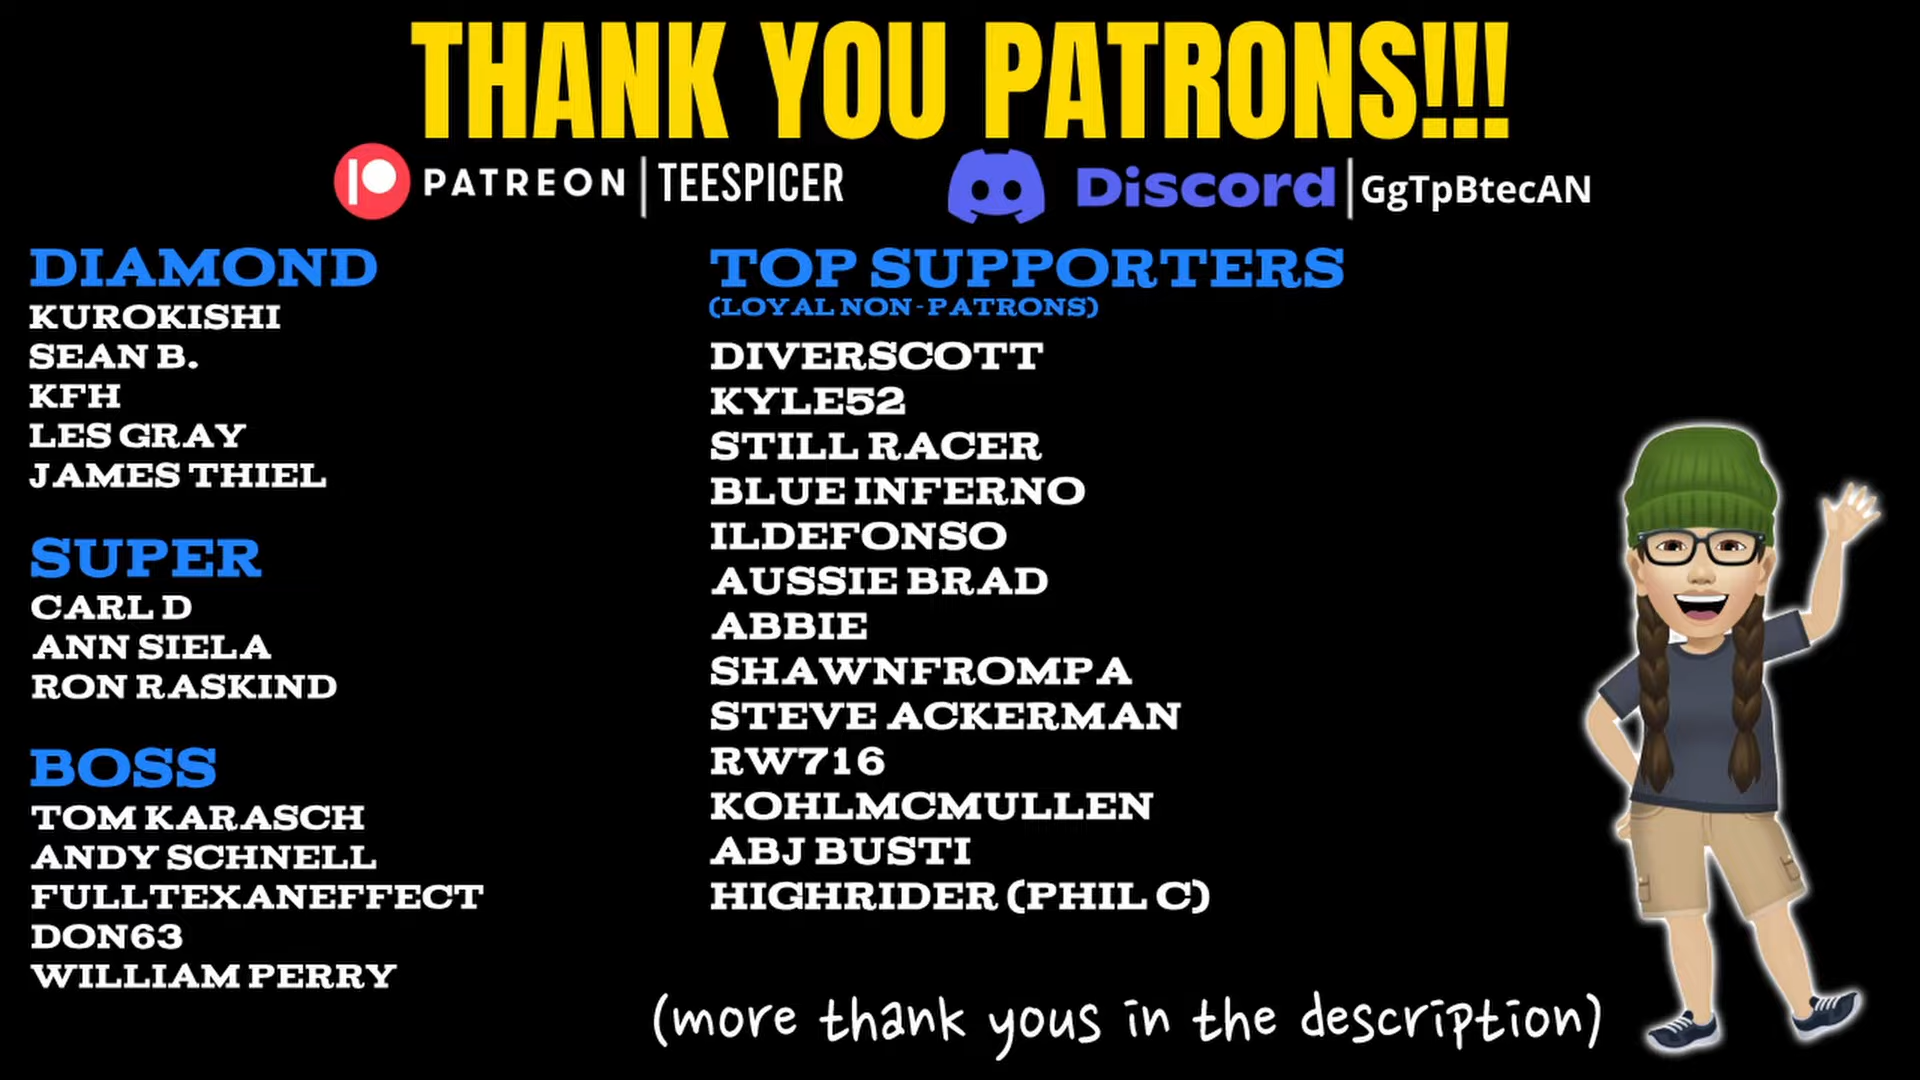 THANK YOU PATRONS!!!
PATREON | TEESPICER
Discord | GgTpBtecAN
DIAMOND
KUROKISHI
SEAN B.
KFH
LES GRAY
JAMES THIEL
SUPER
CARL D
ANN SIELA
RON RASKIND
BOSS
TOM KARASCH
ANDY SCHNELL
FULLTEXANEFFECT
DON63
WILLIAM PERRY
TOP SUPPORTERS
(LOYAL NON-PATRONS)
DIVERSCOTT
KYLE52
STILL RACER
BLUE INFERNO
ILDEFONSO
AUSSIE BRAD
ABBIE
SHAWNFROMPA
STEVE ACKERMAN
RW716
KOHLMCMULLEN
ABJ BUSTI
HIGHRIDER (PHIL C)
(more thank yous in the description)